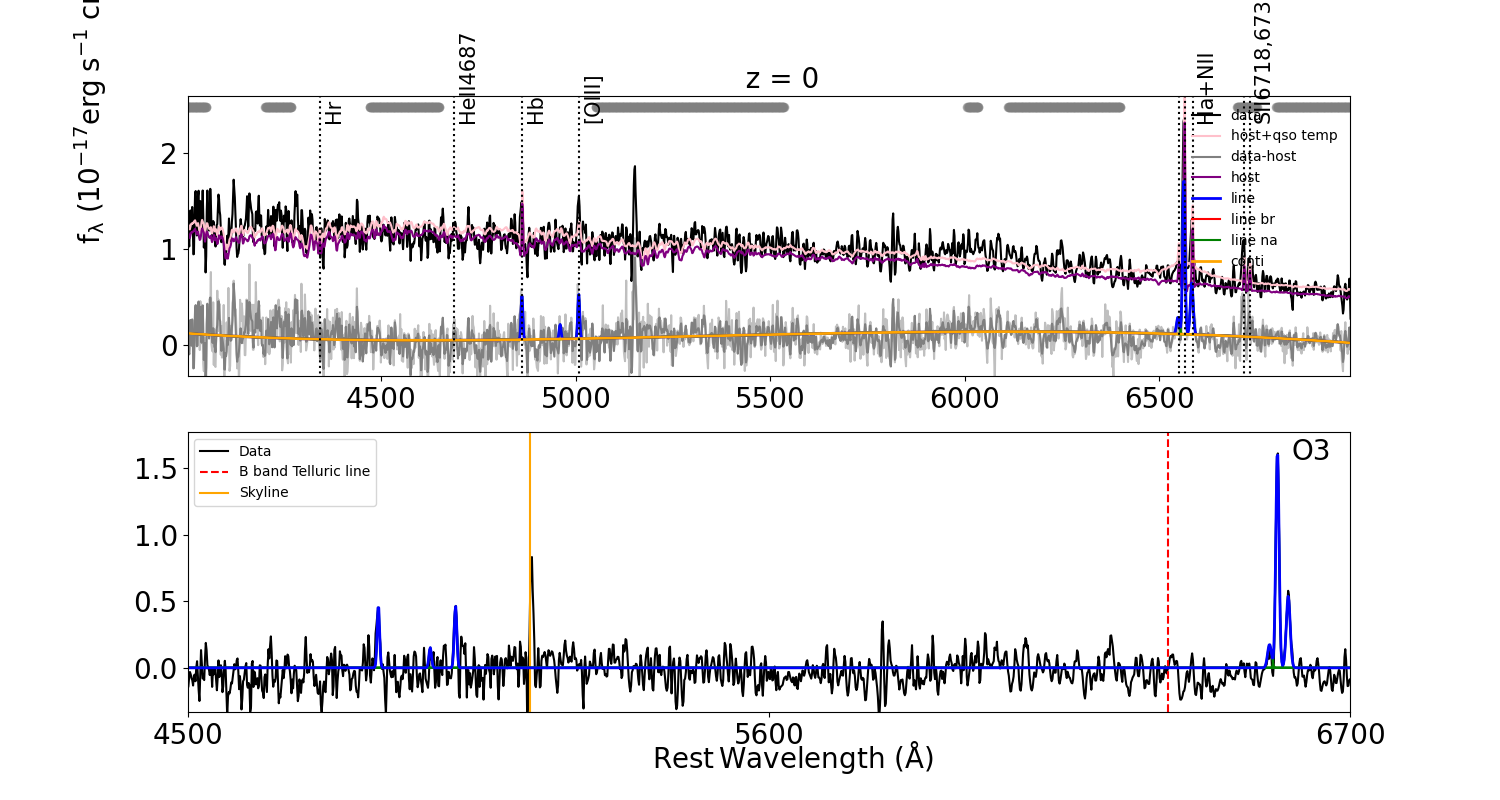 z = 0
f_λ (10^−17 erg s^−1
Hr
HeII4687
Hb
[OIII]
Ha+NII
SII6718,673
data
host+qso temp
data-host
host
line
line br
line na
conti
2
1
0
4500
5000
5500
6000
6500
Data
B band Telluric line
Skyline
O3
1.5
1.0
0.5
0.0
4500
5600
6700
Rest Wavelength (Å)